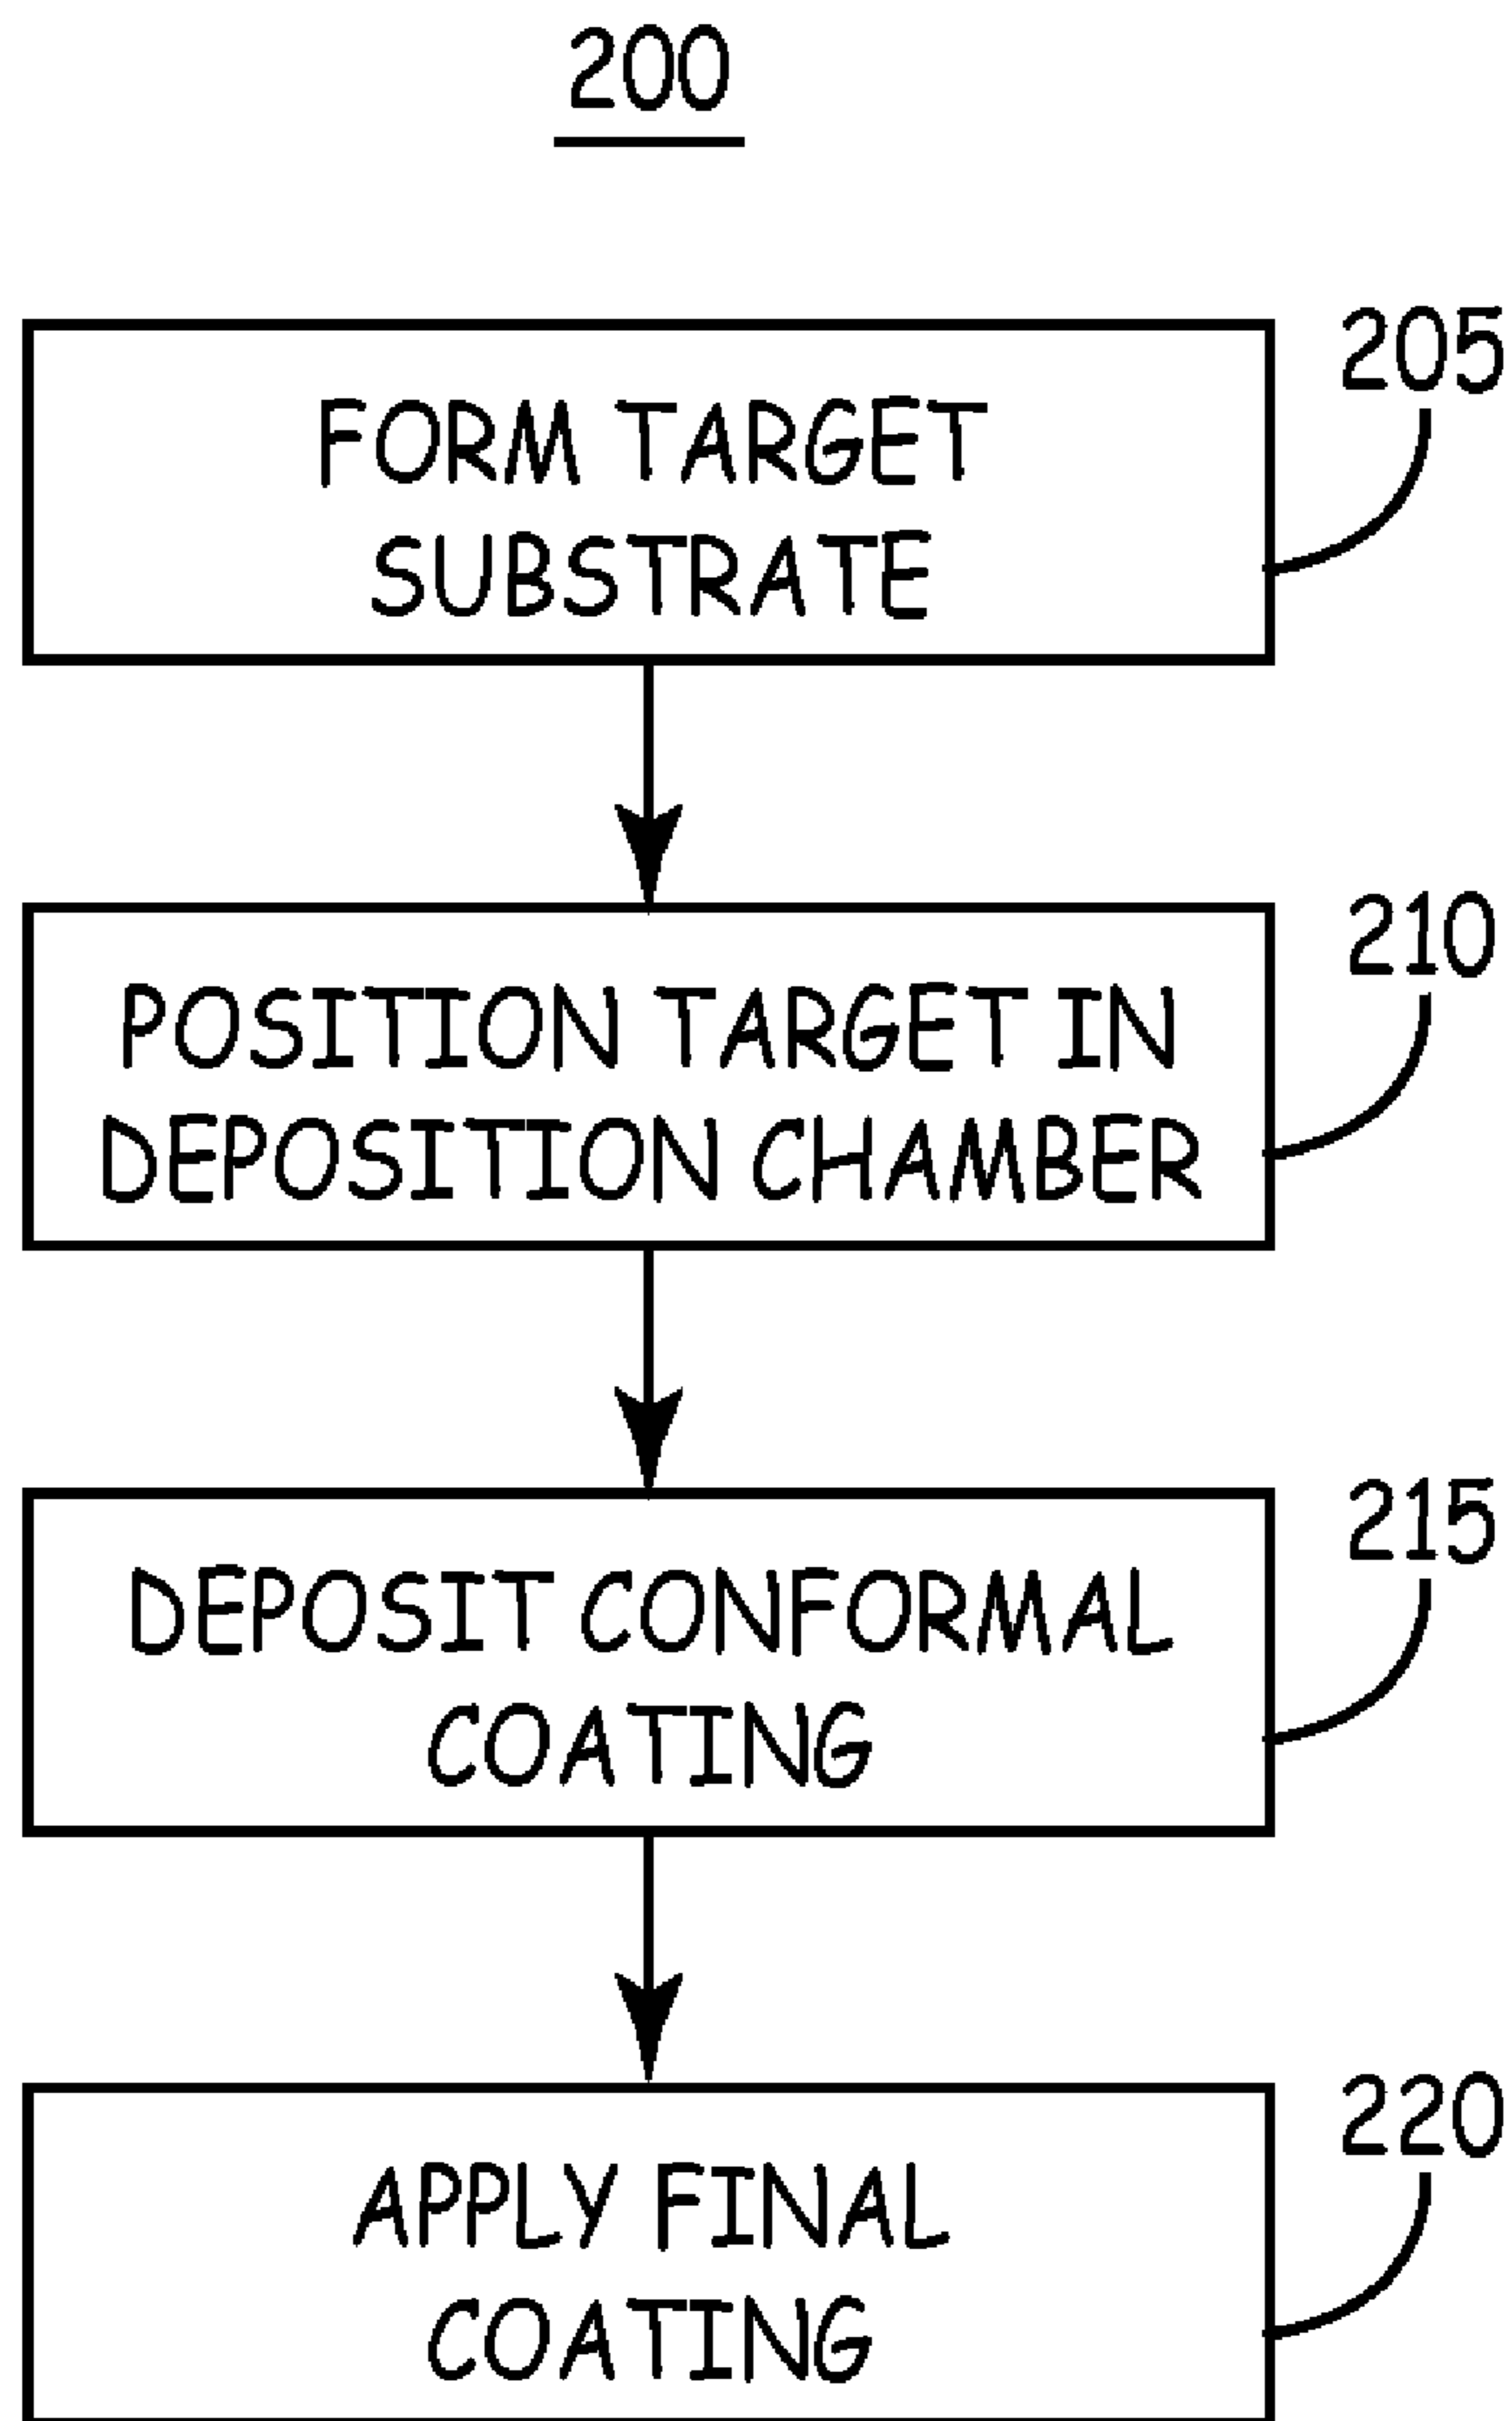 200
205
FORM TARGET
SUBSTRATE
210
POSITION TARGET IN
DEPOSITION CHAMBER
215
DEPOSIT CONFORMAL
COATING
220
APPLY FINAL
COATING